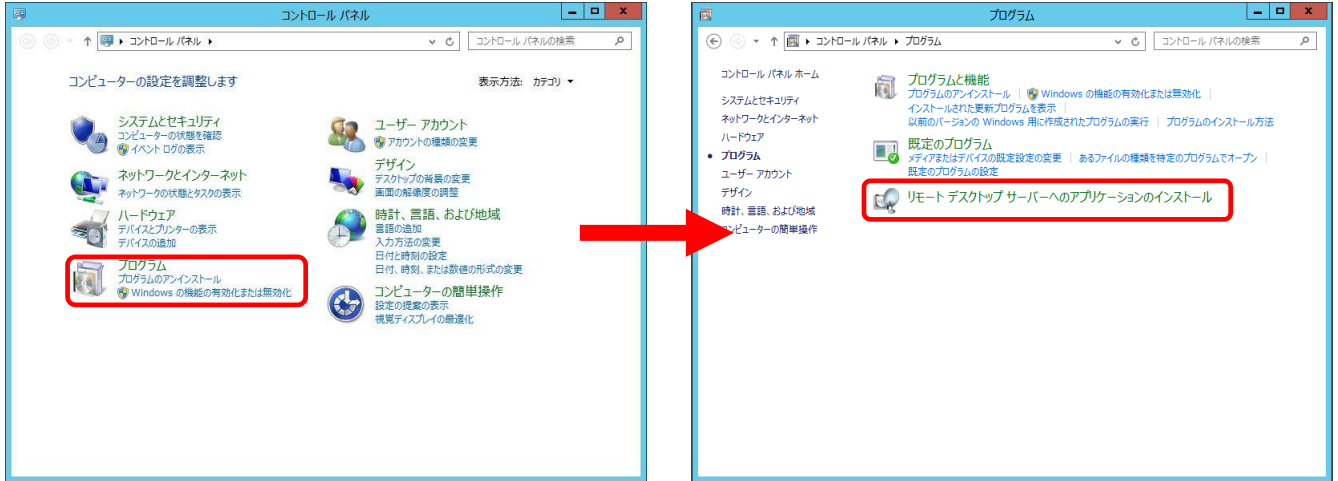 コントロール パネル
コントロール パネル
コントロール パネルの検索
コンピューターの設定を調整します
表示方法: カテゴリ
システムとセキュリティ
コンピューターの状態を確認
イベント ログの表示
ネットワークとインターネット
ネットワークの状態とタスクの表示
ハードウェア
デバイスとプリンターの表示
デバイスの追加
プログラム
プログラムのアンインストール
Windows の機能の有効化または無効化
ユーザー アカウント
アカウントの種類の変更
デザイン
デスクトップの背景の変更
画面の解像度の調整
時計、言語、および地域
言語の追加
入力方法の変更
日付と時刻の設定
日付、時刻、または数値の形式の変更
コンピューターの簡単操作
設定の提案の表示
視覚ディスプレイの最適化
プログラム
コントロール パネル プログラム
コントロール パネルの検索
コントロール パネル ホーム
システムとセキュリティ
ネットワークとインターネット
ハードウェア
プログラム
ユーザー アカウント
デザイン
時計、言語、および地域
コンピューターの簡単操作
プログラムと機能
プログラムのアンインストール Windows の機能の有効化または無効化
インストールされた更新プログラムを表示
以前のバージョンの Windows 用に作成されたプログラムの実行 プログラムのインストール方法
既定のプログラム
メディアまたはデバイスの既定設定の変更 あるファイルの種類を特定のプログラムでオープン
既定のプログラムの設定
リモート デスクトップ サーバーへのアプリケーションのインストール